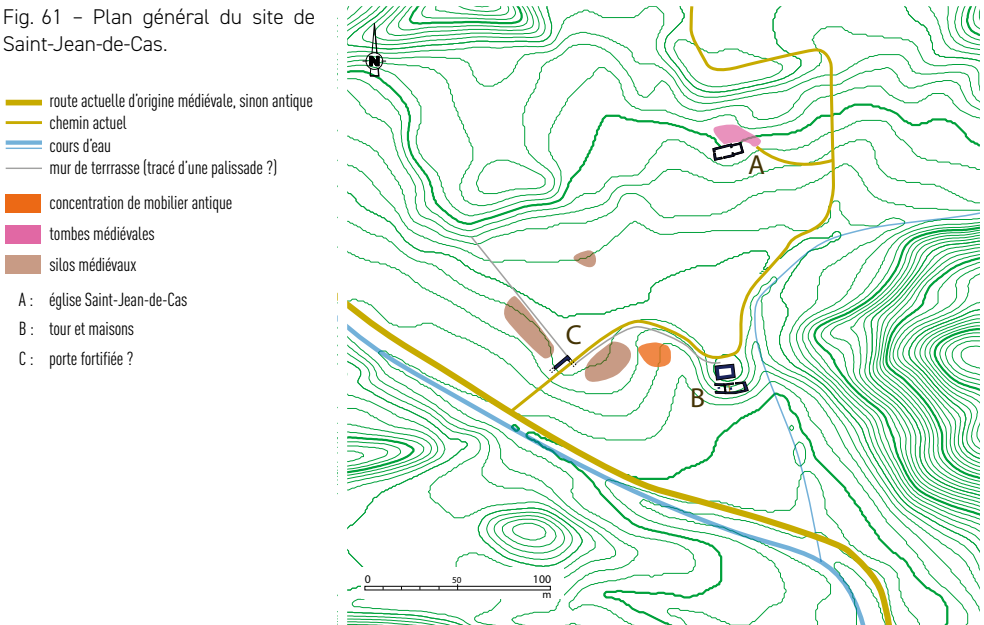 Fig. 61 – Plan général du site de
Saint-Jean-de-Cas.
route actuelle d'origine médiévale, sinon antique
chemin actuel
cours d'eau
mur de terrrasse (tracé d'une palissade ?)
concentration de mobilier antique
tombes médiévales
silos médiévaux
A : église Saint-Jean-de-Cas
B : tour et maisons
C : porte fortifiée ?
N
A
C
B
0 50 100
m